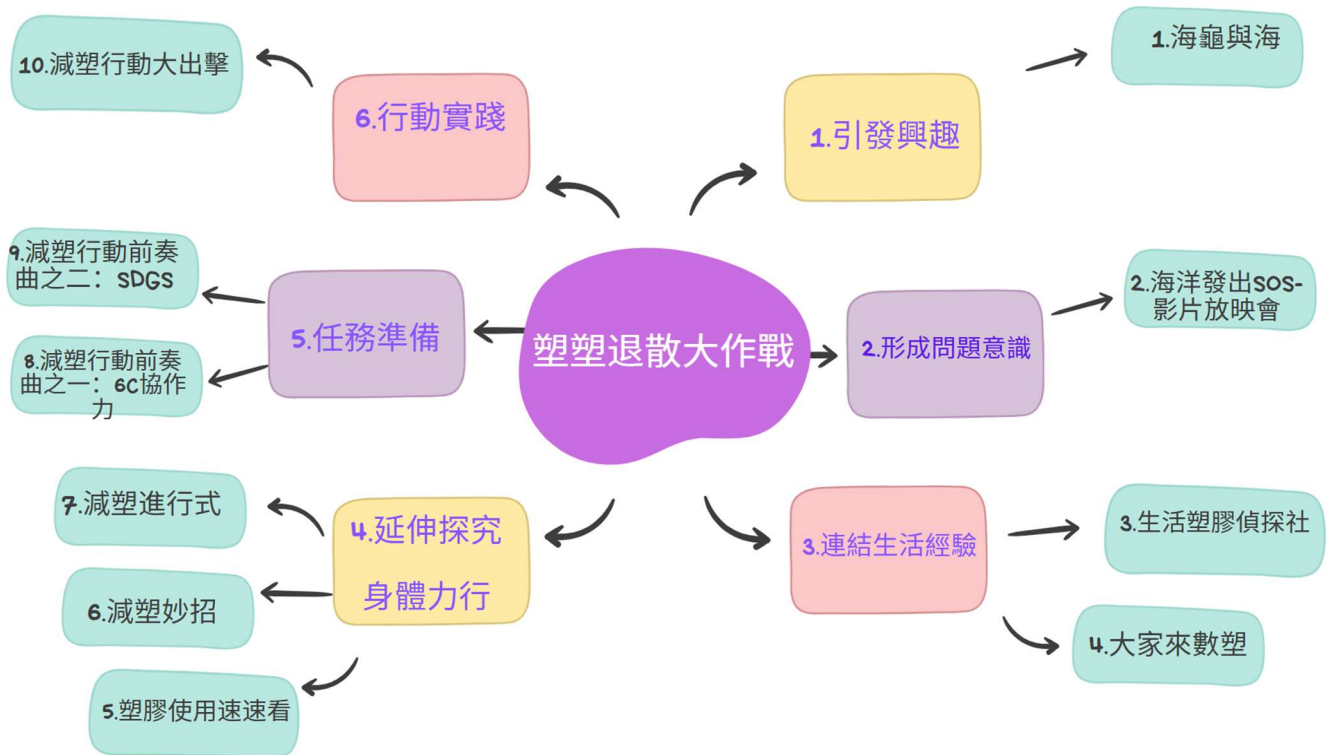 塑塑退散大作戰
1.引發興趣
1.海龜與海
2.形成問題意識
2.海洋發出SOS-
影片放映會
3.連結生活經驗
3.生活塑膠偵探社
4.大家來數塑
4.延伸探究
身體力行
5.塑膠使用速速看
6.減塑妙招
7.減塑進行式
5.任務準備
8.減塑行動前奏
曲之一：6C協作
力
9.減塑行動前奏
曲之二：SDGS
6.行動實踐
10.減塑行動大出擊